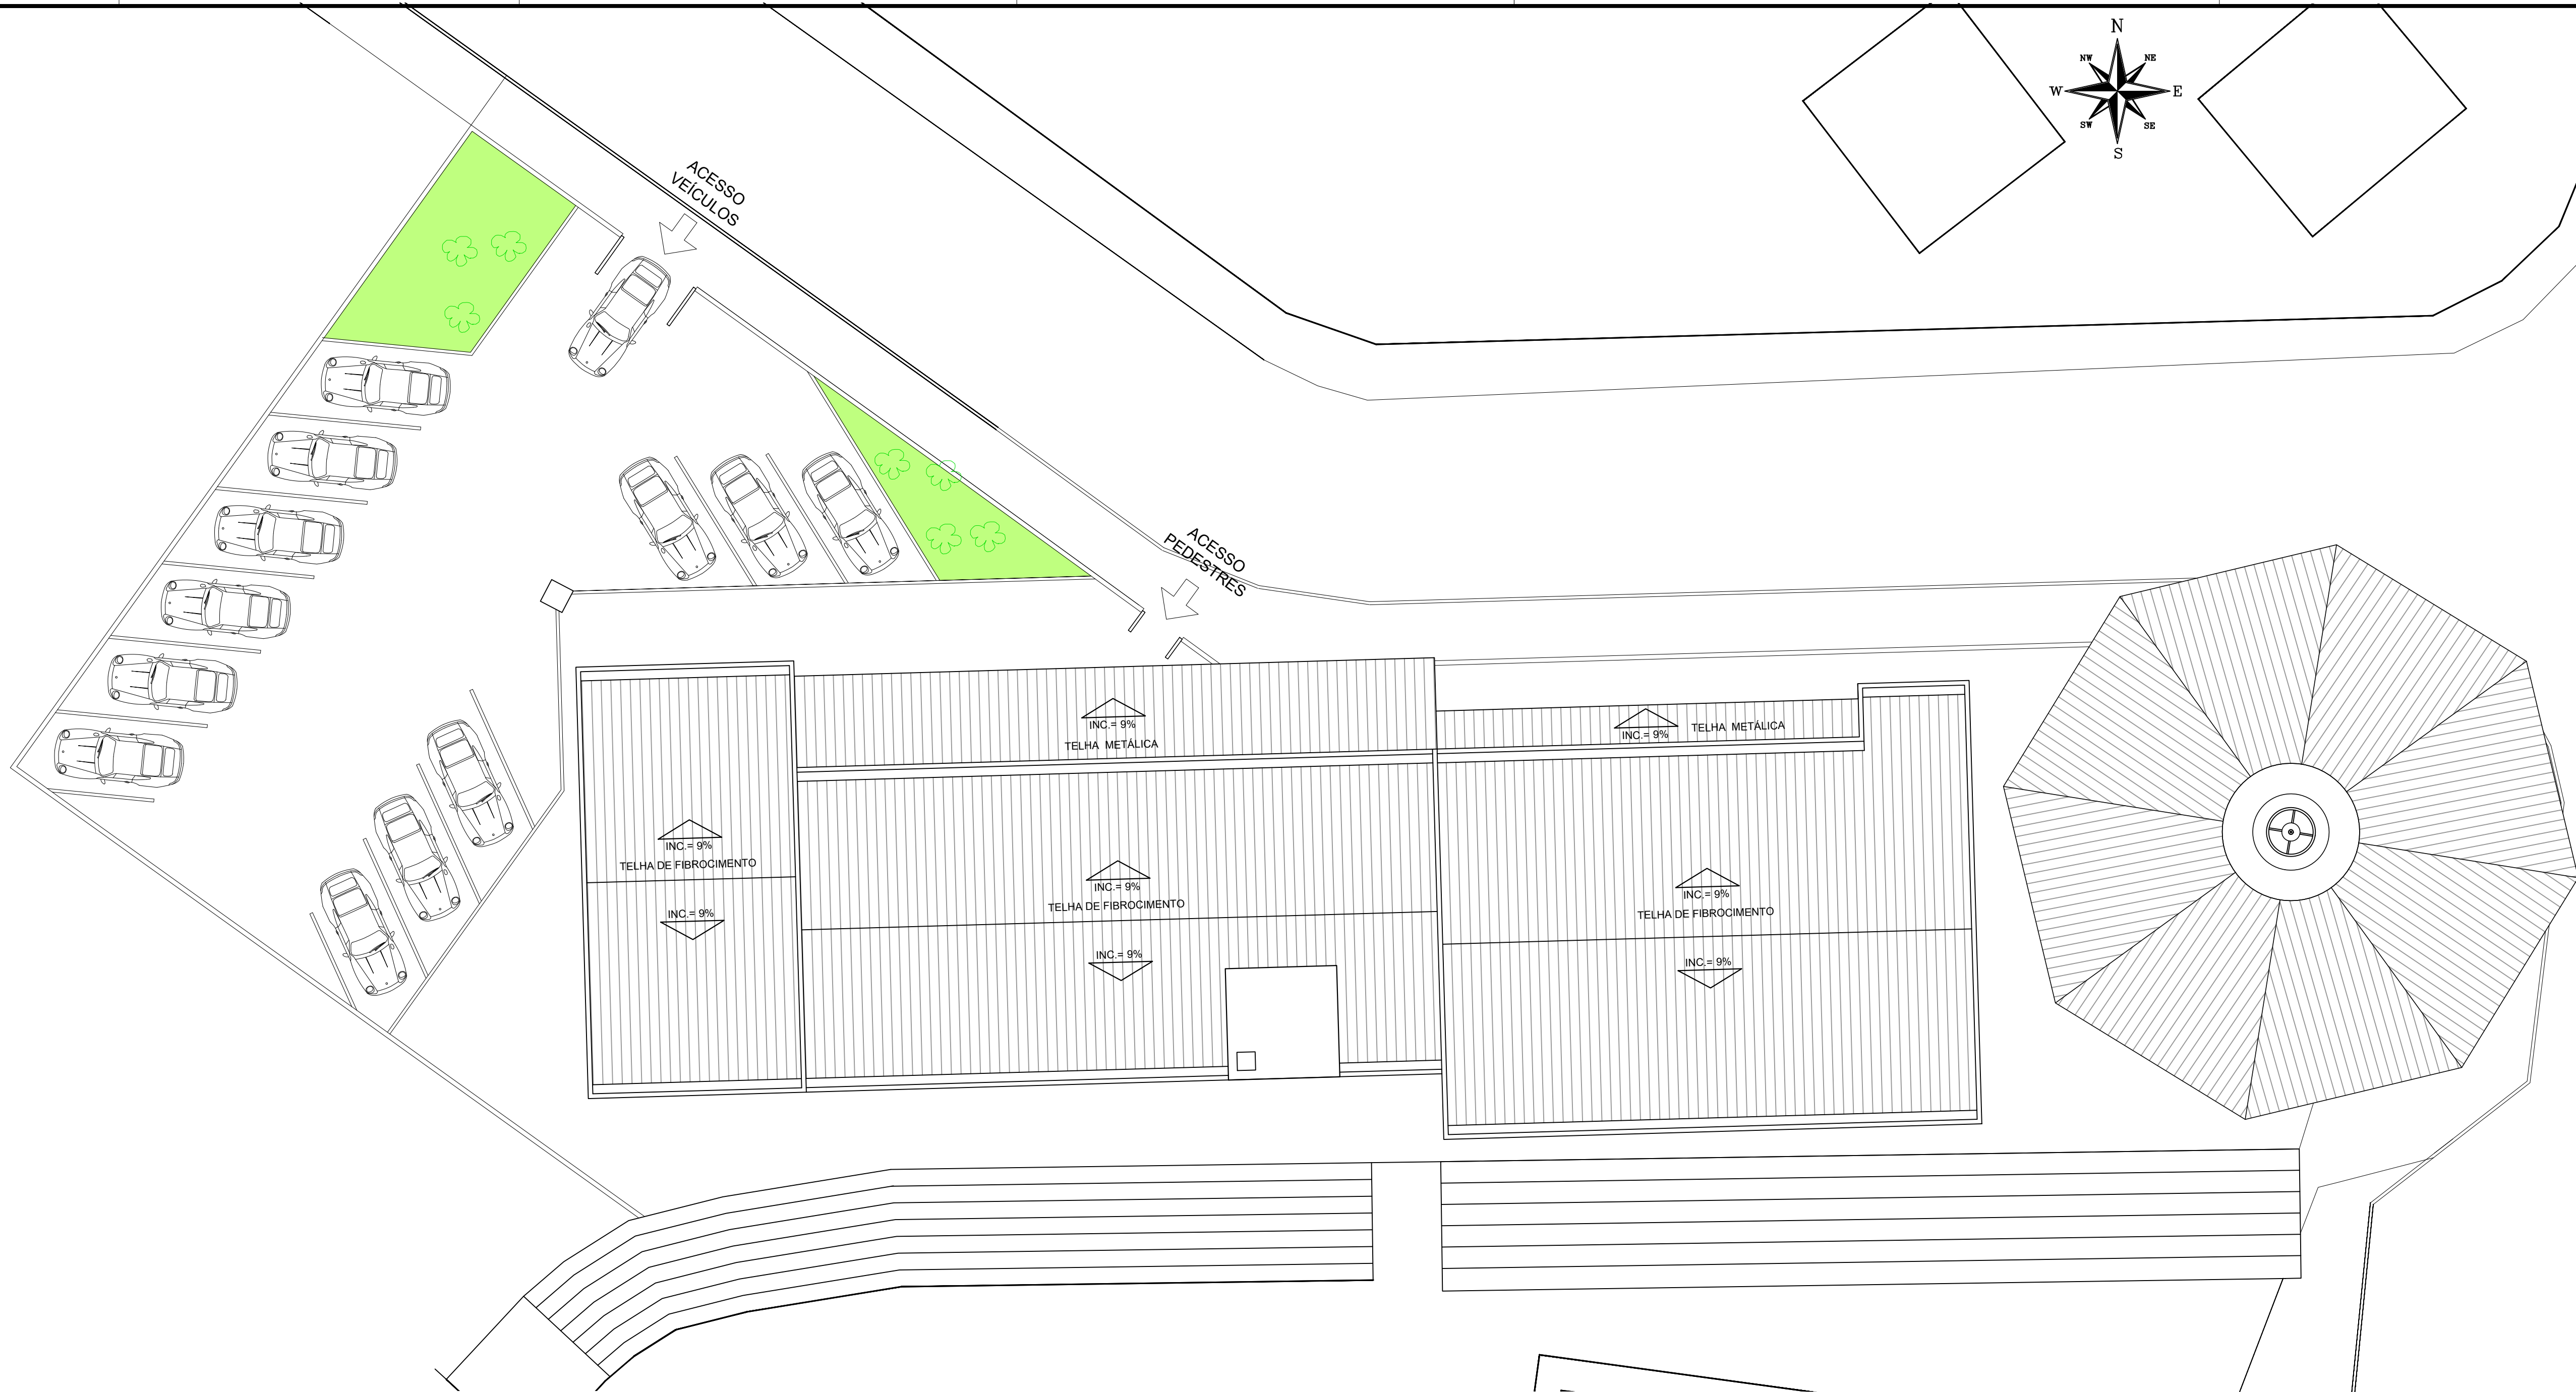 N
NW
NE
W
E
SW
SE
S
ACESSO
VEÍCULOS
ACESSO
PEDESTRES
INC.= 9%
TELHA METÁLICA
INC.= 9%
TELHA METÁLICA
INC.= 9%
TELHA DE FIBROCIMENTO
INC.= 9%
INC.= 9%
TELHA DE FIBROCIMENTO
INC.= 9%
INC.= 9%
TELHA DE FIBROCIMENTO
INC.= 9%